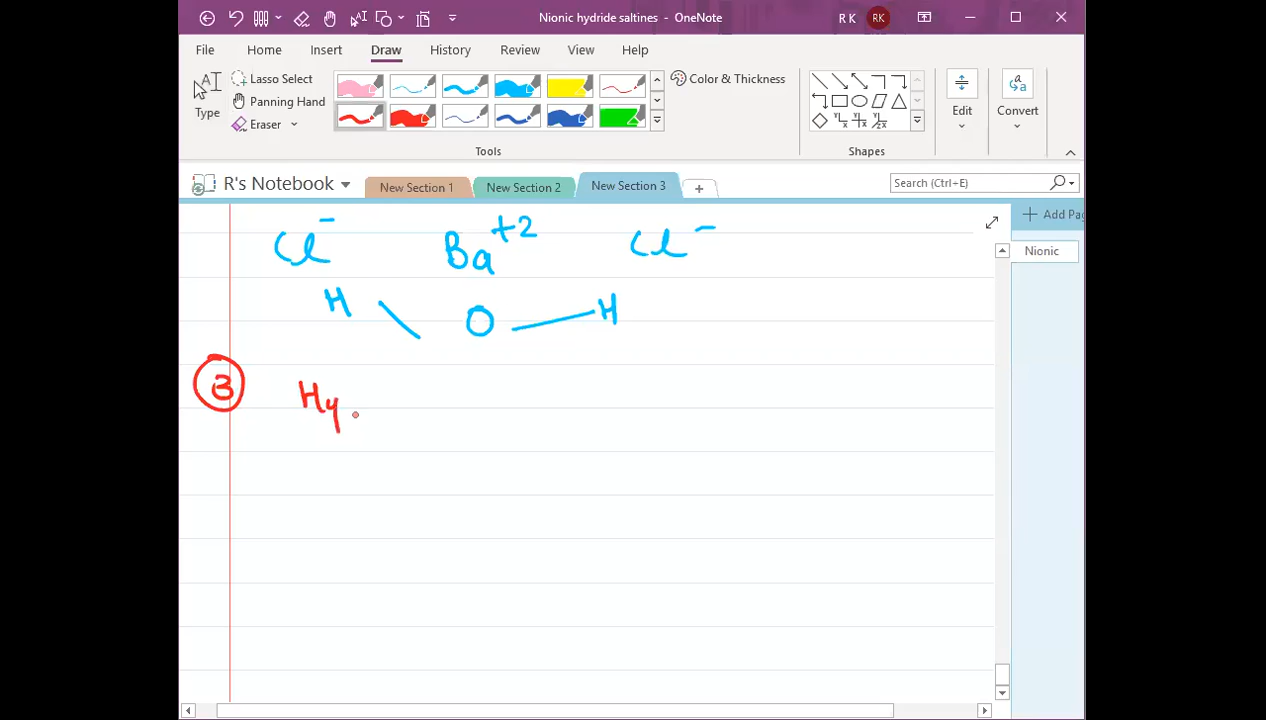 Nionic hydride saltines - OneNote
R K RK
File Home Insert Draw History Review View Help
Type
Lasso Select
Panning Hand
Eraser
Color & Thickness
Edit
Convert
Tools
Shapes
R's Notebook
New Section 1
New Section 2
New Section 3
Search (Ctrl+E)
Add Pag
Nionic
Cl⁻ Ba⁺² Cl⁻
H O H
3 Hy